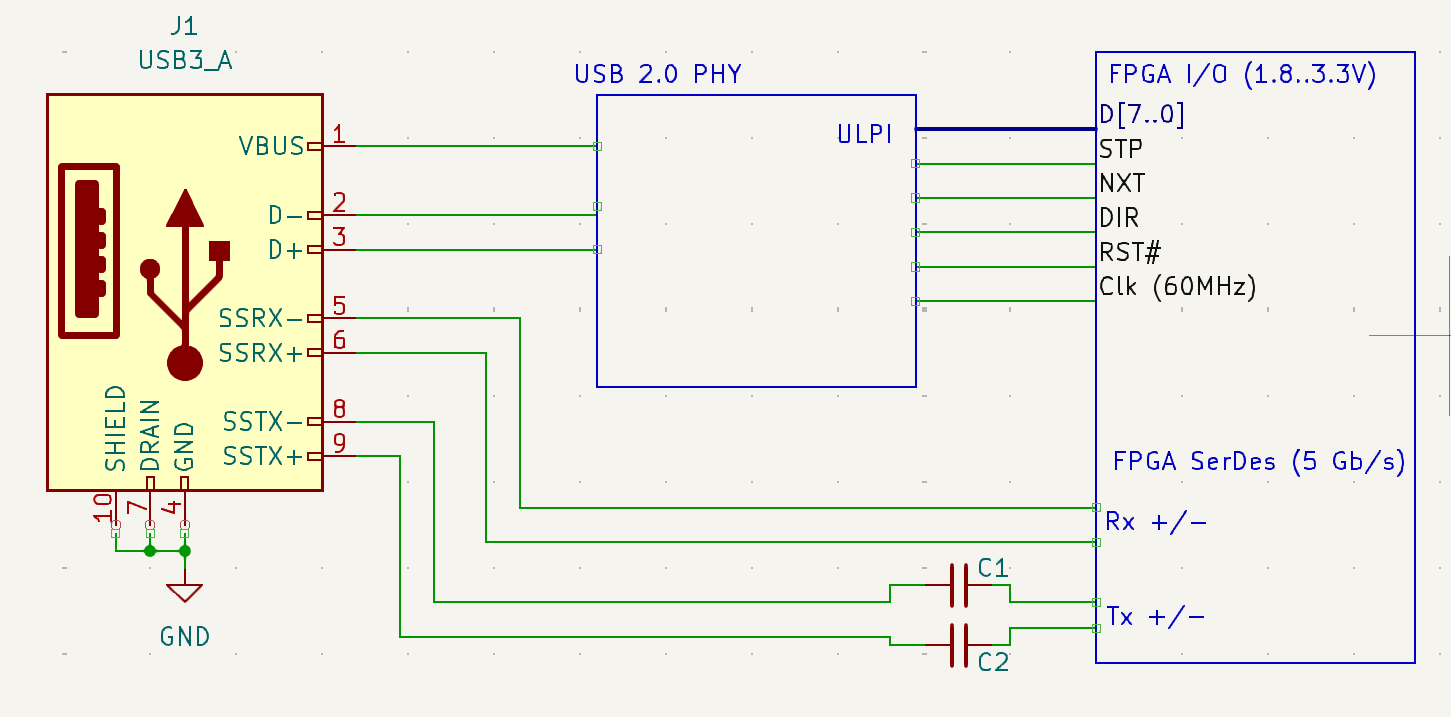 J1
USB3_A
VBUS 1
D- 2
D+ 3
SSRX- 5
SSRX+ 6
SSTX- 8
SSTX+ 9
SHIELD
DRAIN
GND
10
7
4
GND
USB 2.0 PHY
ULPI
FPGA I/O (1.8..3.3V)
D[7..0]
STP
NXT
DIR
RST#
Clk (60MHz)
FPGA SerDes (5 Gb/s)
Rx +/-
C1
Tx +/-
C2